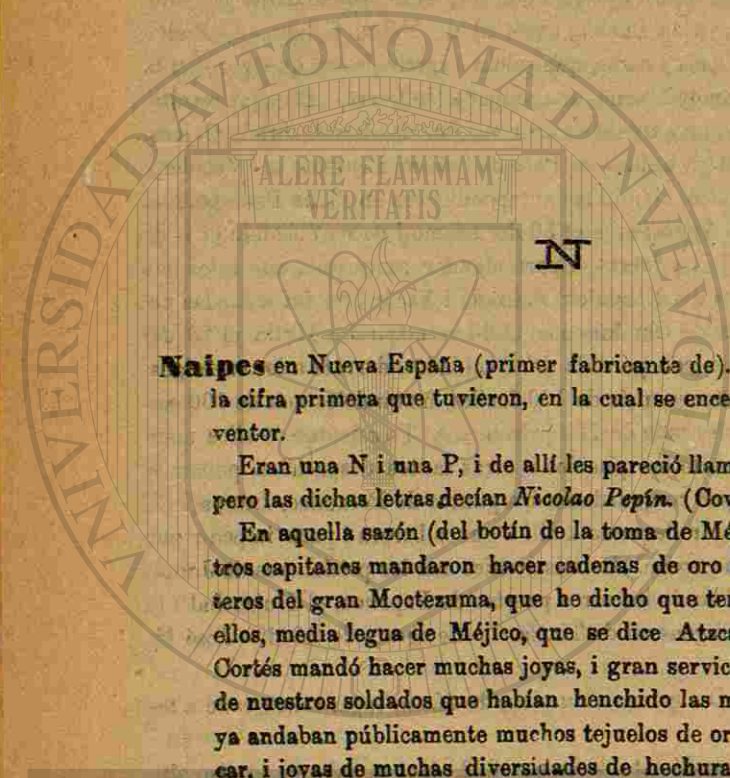 N
Naipes en Nueva España (primer fabricante de).
la cifra primera que tuvieron, en la cual se ence
ventor.
Eran una N i una P, i de allí les pareció llam
pero las dichas letras decían Nicolao Pepín. (Cov
En aquella sazón (del botín de la toma de Mé
tros capitanes mandaron hacer cadenas de oro
teros del gran Moctezuma, que he dicho que ten
ellos, media legua de Méjico, que se dice Atzc
Cortés mandó hacer muchas joyas, i gran servic
de nuestros soldados que habían henchido las m
ya andaban públicamente muchos tejuelos de or
car, i joyas de muchas diversidades de hechura
UNIVERSIDAD AVTONOMA D NVEVO
ALERE FLAMMAM
VERITATIS